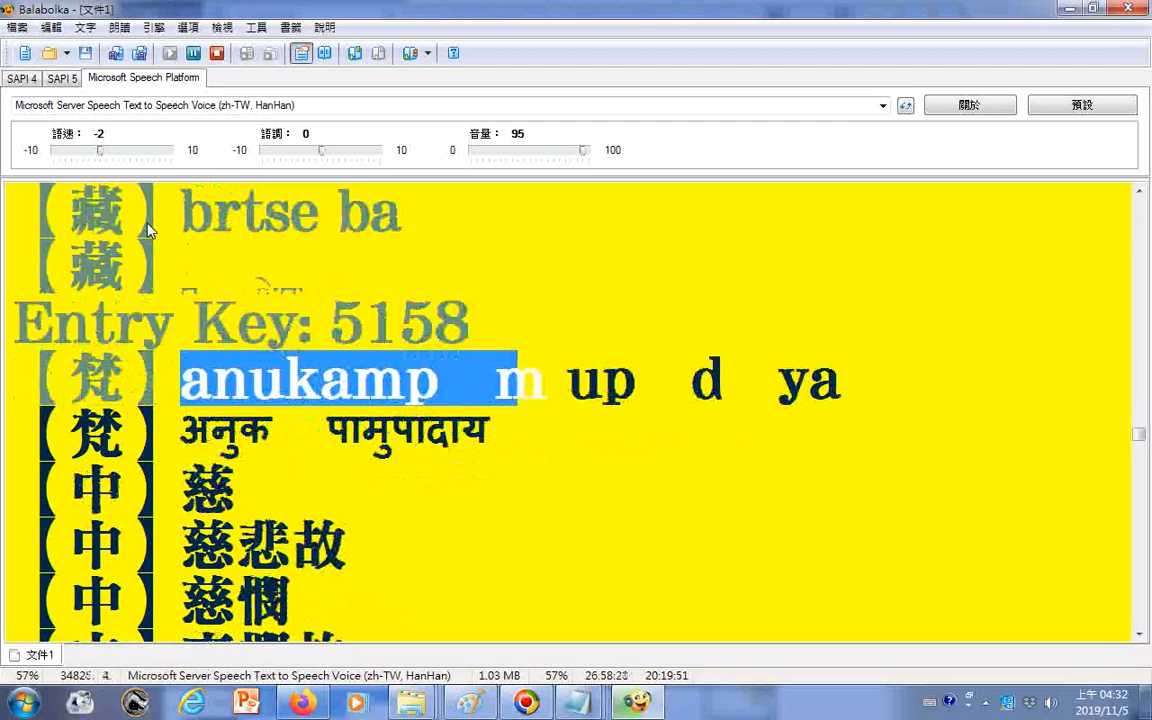 Balabolka - [文件1]
檔案 編輯 文字 朗讀 引擎 選項 檢視 工具 書籤 說明
SAPI 4 SAPI 5 Microsoft Speech Platform
Microsoft Server Speech Text to Speech Voice (zh-TW, HanHan) 關於 預設
語速： -2 語調： 0 音量： 95
-10 10 -10 10 0 100
【藏】 brtse ba
【藏】
Entry Key: 5158
【梵】 anukamp m up d ya
【梵】 अनुक पामुपादाय
【中】 慈
【中】 慈悲故
【中】 慈憫
文件1
57% Microsoft Server Speech Text to Speech Voice (zh-TW, HanHan) 1.03 MB 57% 20:19:51
上午 04:32
2019/11/5